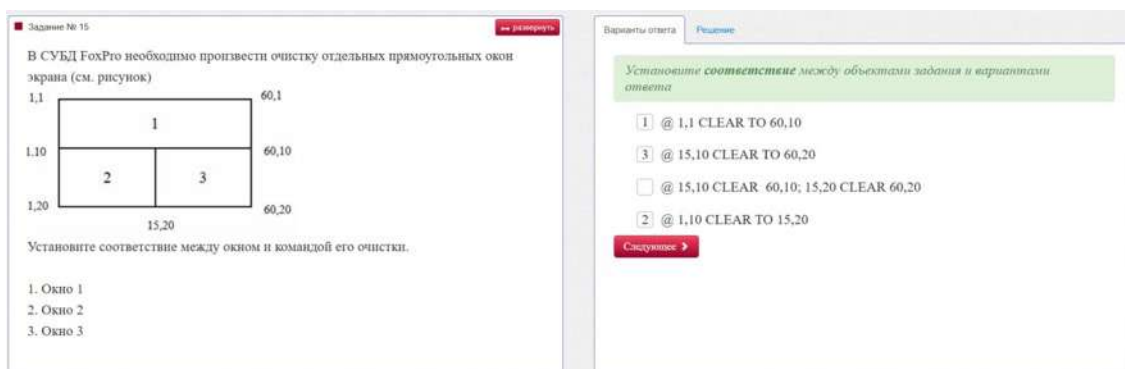 Задание № 15
развернуть
В СУБД FoxPro необходимо произвести очистку отдельных прямоугольных окон
экрана (см. рисунок)
1,1
60,1
1
1,10
60,10
2
3
1,20
60,20
15,20
Установите соответствие между окном и командой его очистки.
1. Окно 1
2. Окно 2
3. Окно 3
Варианты ответа
Решение
Установите соответствие между объектами задания и вариантами
ответа
1 @ 1,1 CLEAR TO 60,10
3 @ 15,10 CLEAR TO 60,20
@ 15,10 CLEAR 60,10; 15,20 CLEAR 60,20
2 @ 1,10 CLEAR TO 15,20
Следующее